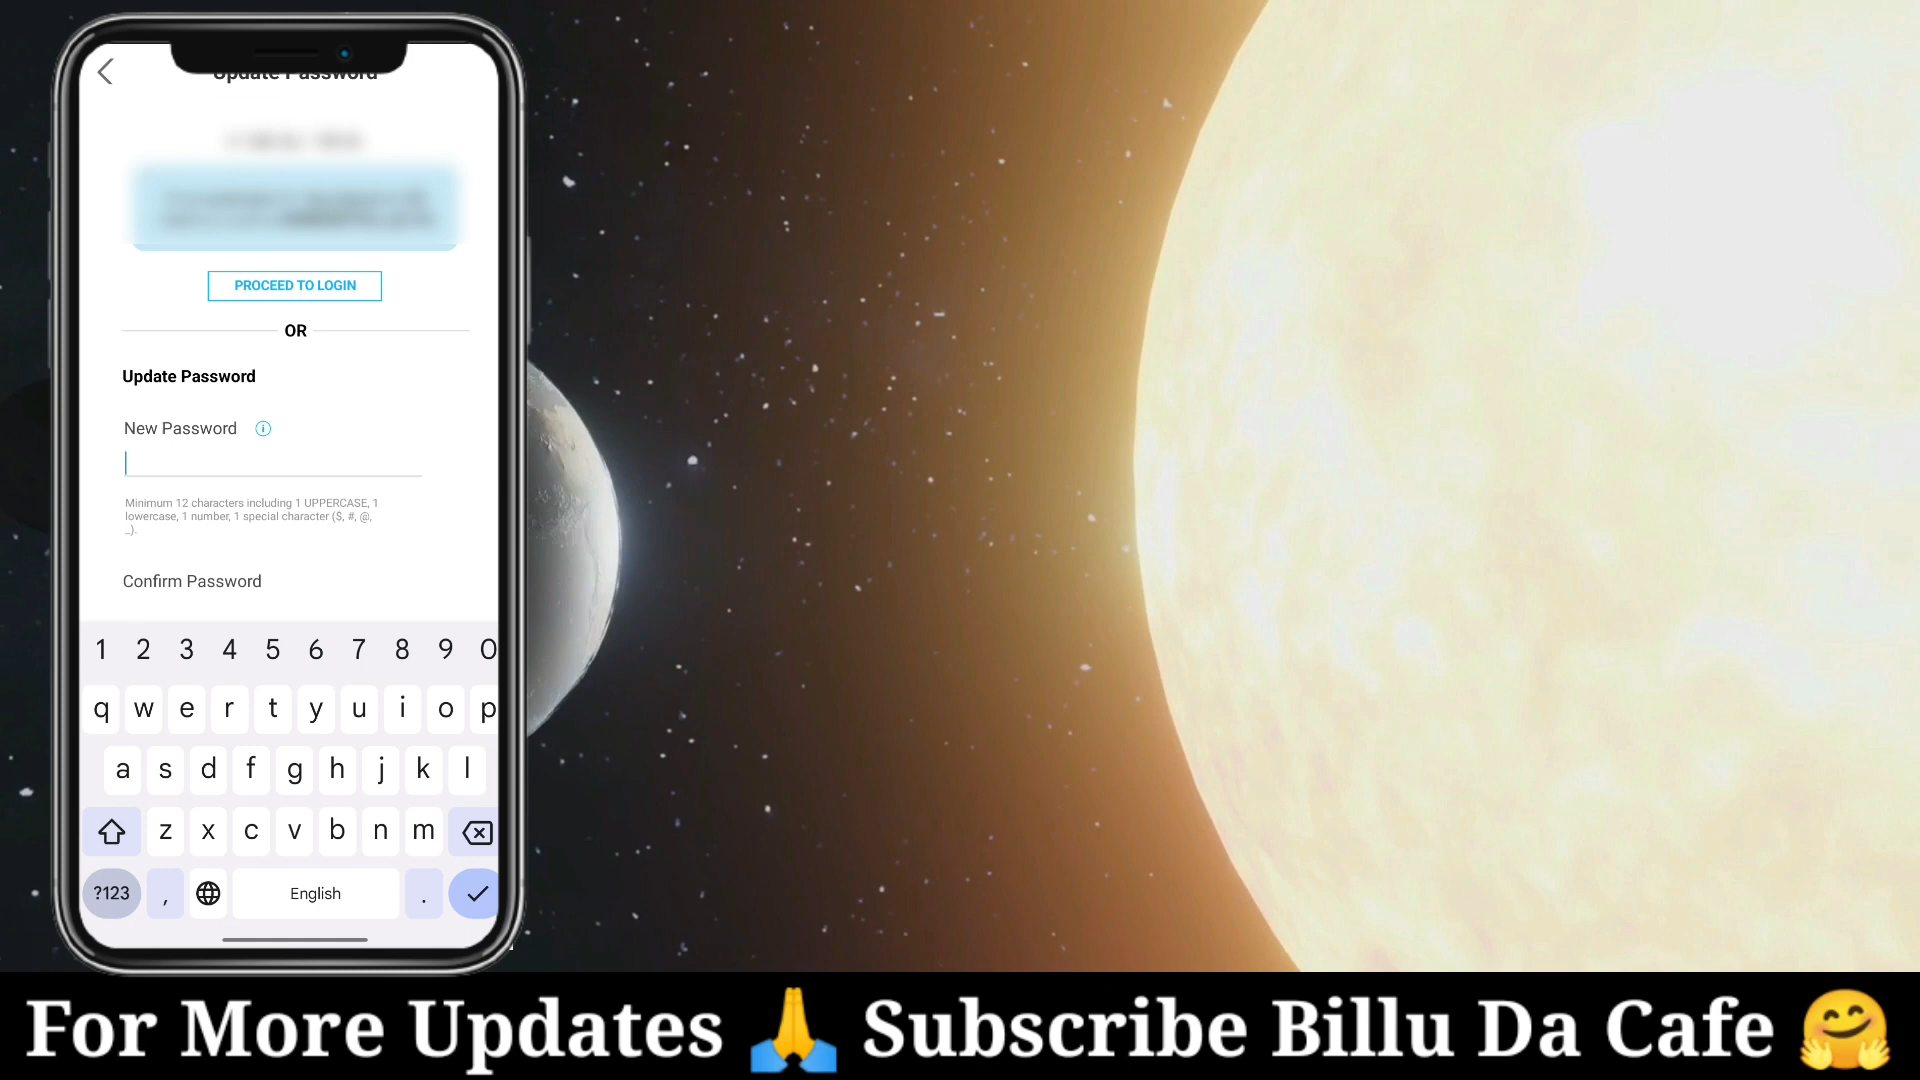 Update Password
PROCEED TO LOGIN
OR
Update Password
New Password
Minimum 12 characters including 1 UPPERCASE, 1
lowercase, 1 number, 1 special character ($, #, @,
_).
Confirm Password
1 2 3 4 5 6 7 8 9 0
q w e r t y u i o p
a s d f g h j k l
z x c v b n m
?123 , English .
For More Updates 🙏 Subscribe Billu Da Cafe 🤗